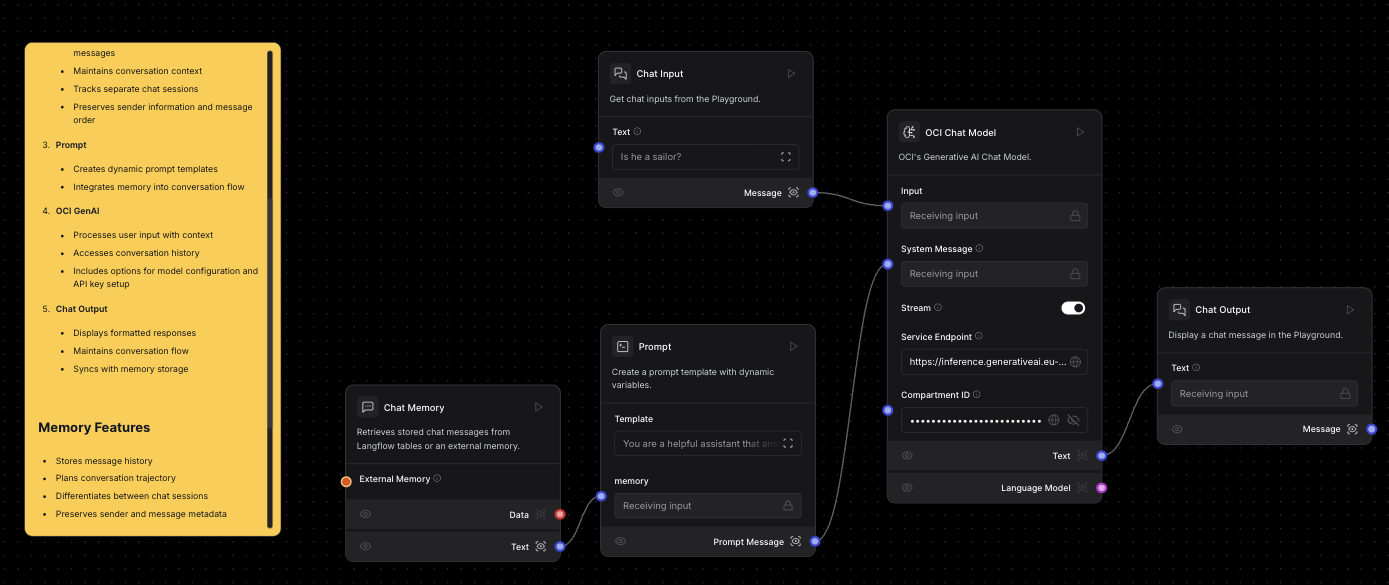 messages
• Maintains conversation context
• Tracks separate chat sessions
• Preserves sender information and message
order
3. Prompt
• Creates dynamic prompt templates
• Integrates memory into conversation flow
4. OCI GenAI
• Processes user input with context
• Accesses conversation history
• Includes options for model configuration and
API key setup
5. Chat Output
• Displays formatted responses
• Maintains conversation flow
• Syncs with memory storage
Memory Features
• Stores message history
• Plans conversation trajectory
• Differentiates between chat sessions
• Preserves sender and message metadata
Chat Memory
Retrieves stored chat messages from
Langflow tables or an external memory.
External Memory
Data
Text
Chat Input
Get chat inputs from the Playground.
Text
Is he a sailor?
Message
Prompt
Create a prompt template with dynamic
variables.
Template
You are a helpful assistant that ans
memory
Receiving input
Prompt Message
OCI Chat Model
OCI's Generative AI Chat Model.
Input
Receiving input
System Message
Receiving input
Stream
Service Endpoint
https://inference.generativeai.eu-...
Compartment ID
••••••••••••••••••••••••••
Text
Language Model
Chat Output
Display a chat message in the Playground.
Text
Receiving input
Message